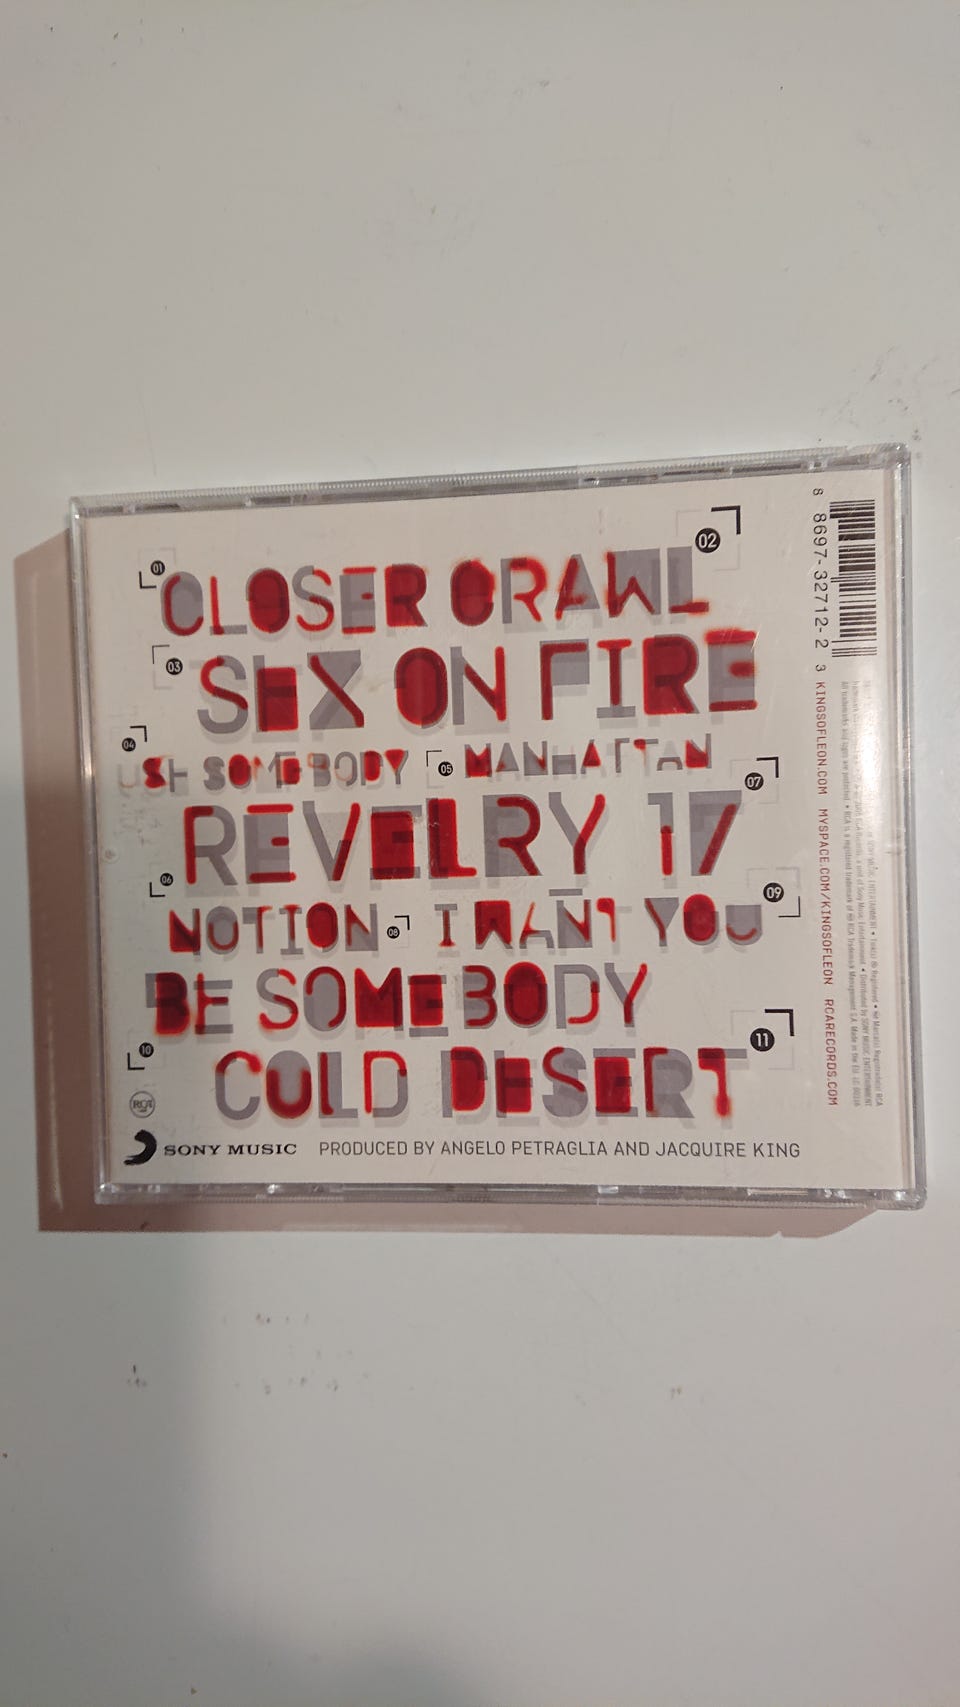 01 CLOSER CRAWL 02
03 SEX ON FIRE
04 USE SOMEBODY 05 MANHATTAN
06 REVELRY 17 07
NOTION 08 I WANT YOU 09
BE SOMEBODY
10 COLD DESERT 11
RCA
SONY MUSIC PRODUCED BY ANGELO PETRAGLIA AND JACQUIRE KING
8 8697-32712-2 3
KINGSOFLEON.COM MYSPACE.COM/KINGSOFLEON RCARECORDS.COM